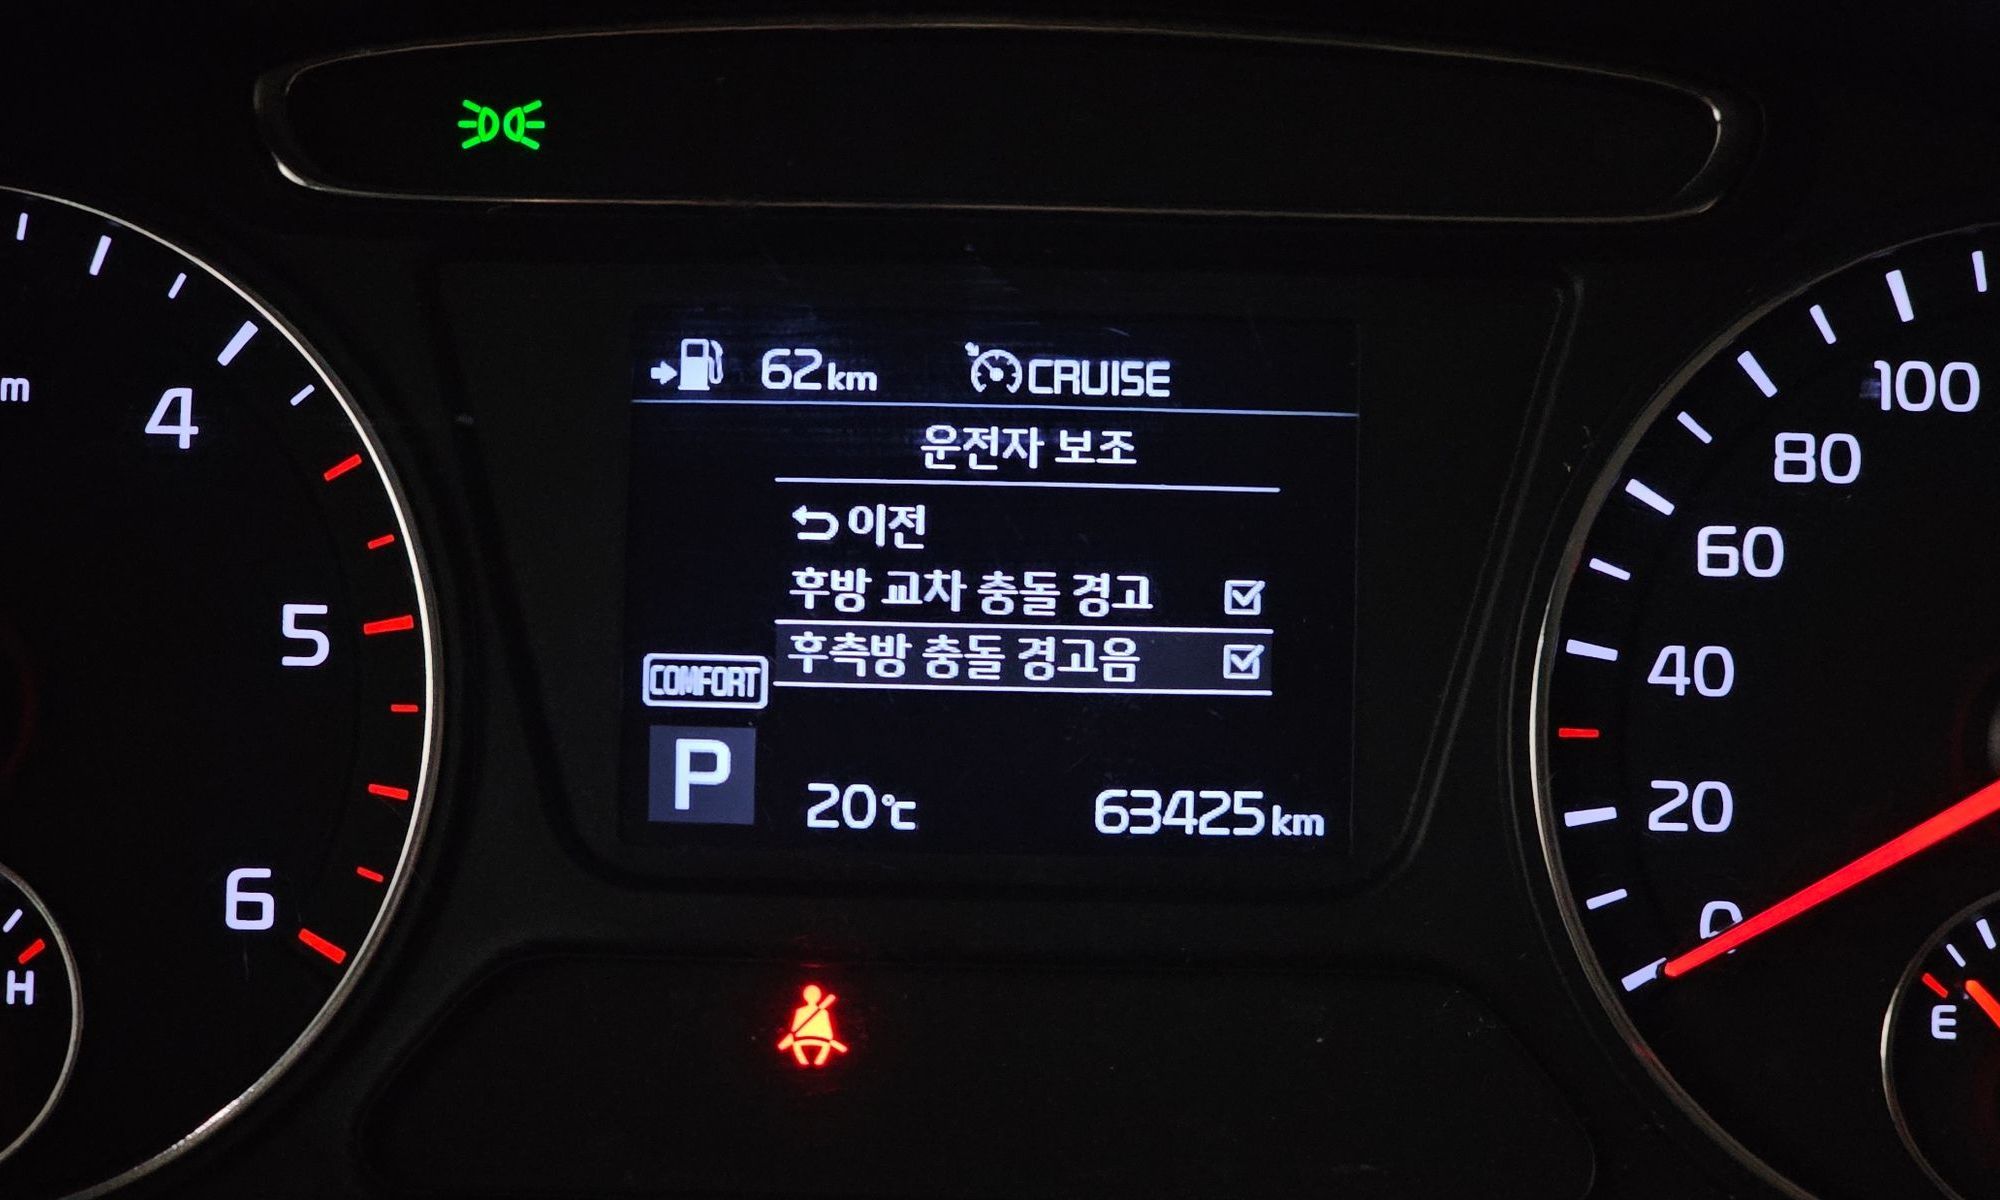 62km CRUISE
운전자 보조
이전
후방 교차 충돌 경고
후측방 충돌 경고음
COMFORT
P
20℃ 63425km
m
4
5
6
H
100
80
60
40
20
0
E